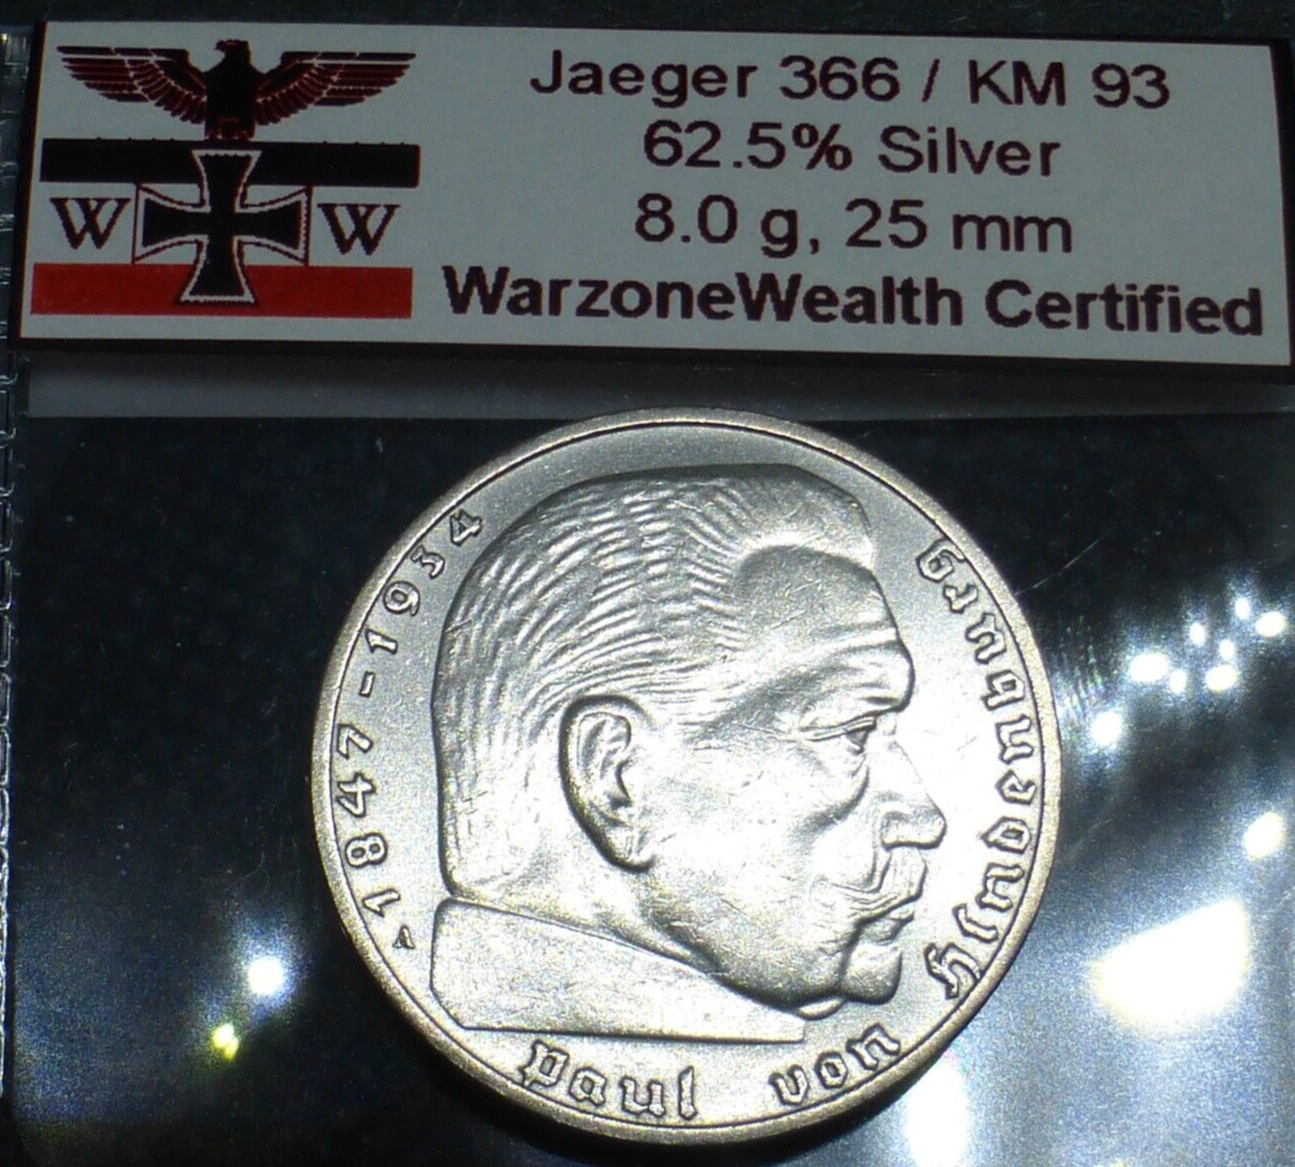 Jaeger 366 / KM 93
62.5% Silver
8.0 g, 25 mm
WarzoneWealth Certified
W W
1847-1934
Paul von Hindenburg
A